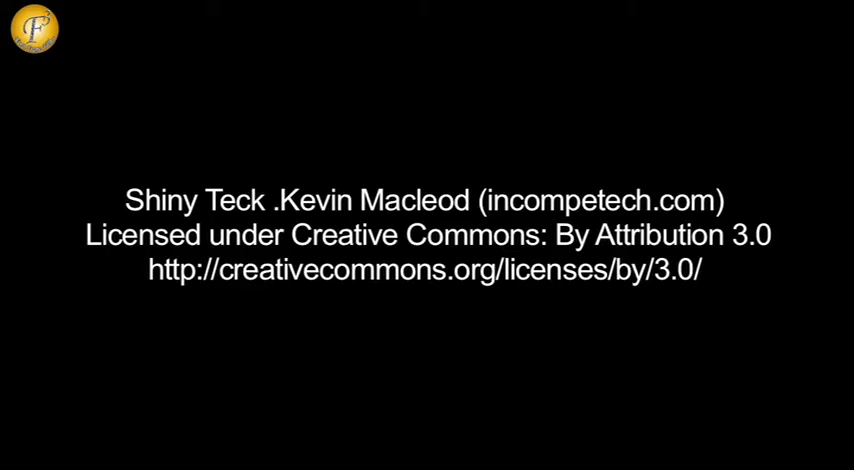 F3
Shiny Teck .Kevin Macleod (incompetech.com)
Licensed under Creative Commons: By Attribution 3.0
http://creativecommons.org/licenses/by/3.0/